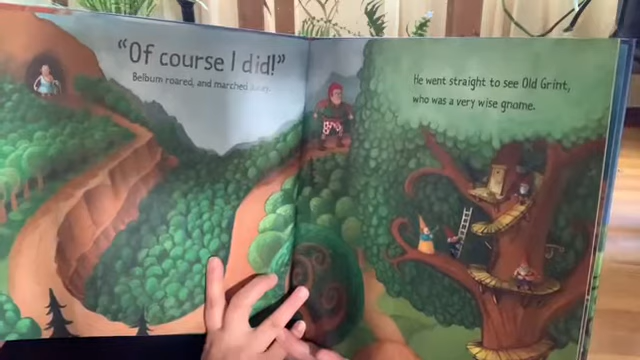 "Of course I did!"
Belbum roared, and marched away.
He went straight to see Old Grint,
who was a very wise gnome.